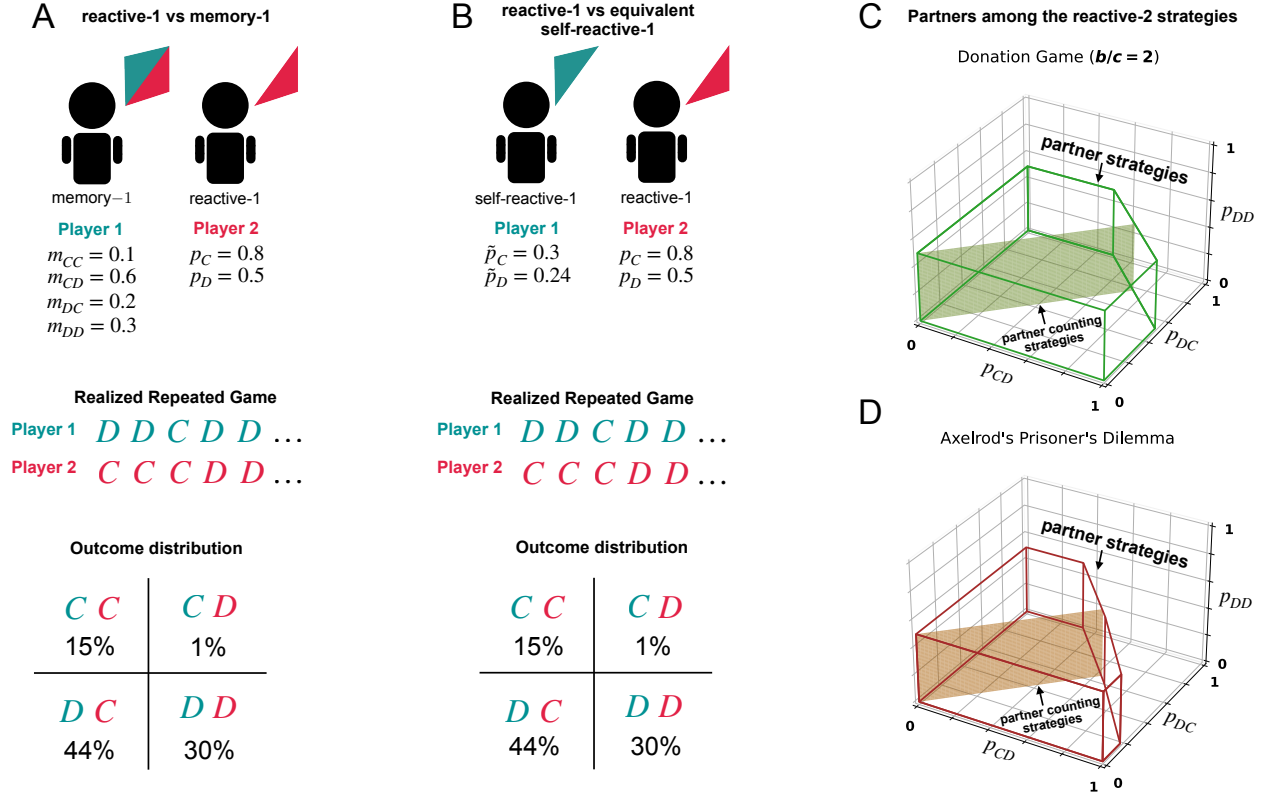 A
reactive-1 vs memory-1
memory−1
reactive-1
Player 1
Player 2
m_CC = 0.1
m_CD = 0.6
m_DC = 0.2
m_DD = 0.3
p_C = 0.8
p_D = 0.5
Realized Repeated Game
Player 1 D D C D D ...
Player 2 C C C D D ...
Outcome distribution
C C
15%
C D
1%
D C
44%
D D
30%
B
reactive-1 vs equivalent
self-reactive-1
self-reactive-1
reactive-1
Player 1
Player 2
p̃_C = 0.3
p̃_D = 0.24
p_C = 0.8
p_D = 0.5
Realized Repeated Game
Player 1 D D C D D ...
Player 2 C C C D D ...
Outcome distribution
C C
15%
C D
1%
D C
44%
D D
30%
C
Partners among the reactive-2 strategies
Donation Game (b/c = 2)
partner strategies
partner counting
strategies
1
p_DD
0
1
p_DC
0
0
p_CD
1
D
Axelrod's Prisoner's Dilemma
partner strategies
partner counting
strategies
1
p_DD
0
1
p_DC
0
0
p_CD
1